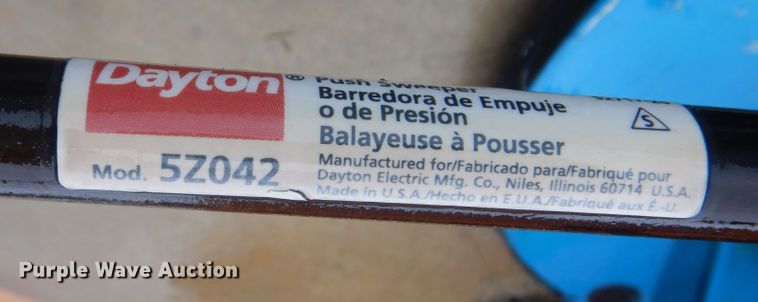 Dayton®
Push Sweeper
Barredora de Empuje
o de Presión
Balayeuse à Pousser
Mod. 5Z042
Manufactured for/Fabricado para/Fabriqué pour
Dayton Electric Mfg. Co., Niles, Illinois 60714 U.S.A.
Made in U.S.A./Hecho en E.U.A./Fabriqué aux É.-U.
S
Purple Wave Auction